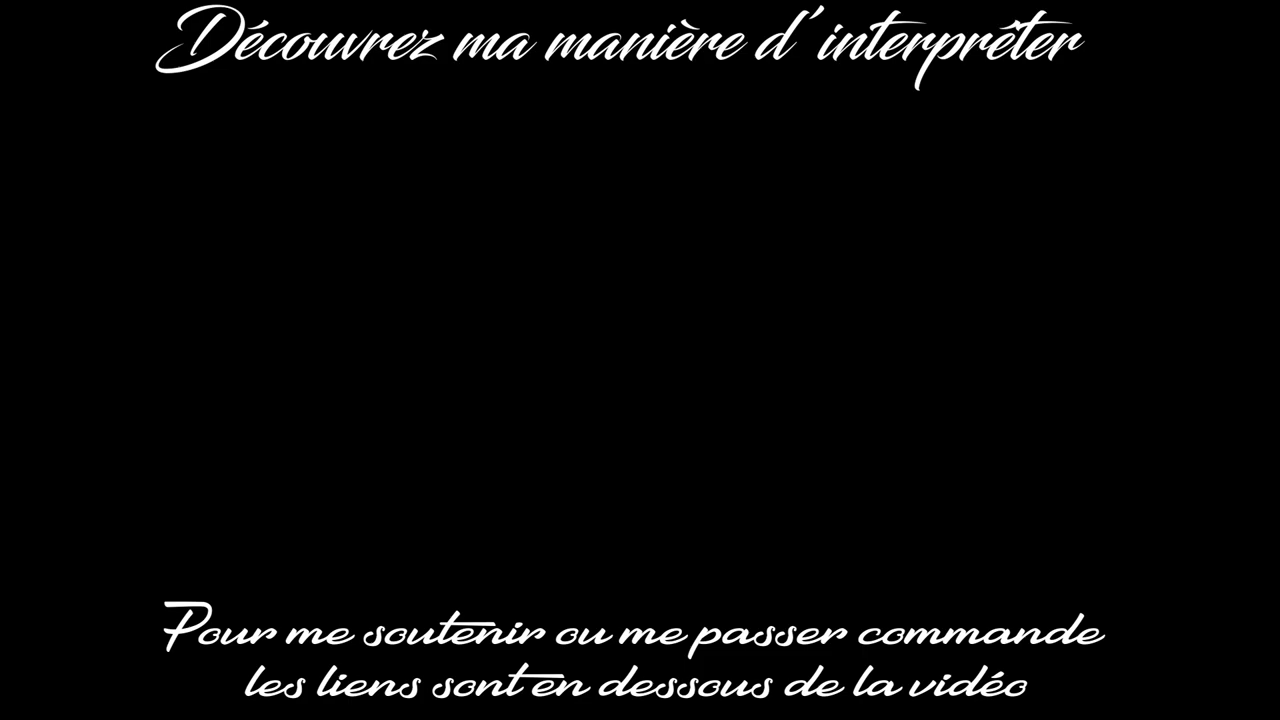 Découvrez ma manière d'interpréter
Pour me soutenir ou me passer commande
les liens sont en dessous de la vidéo